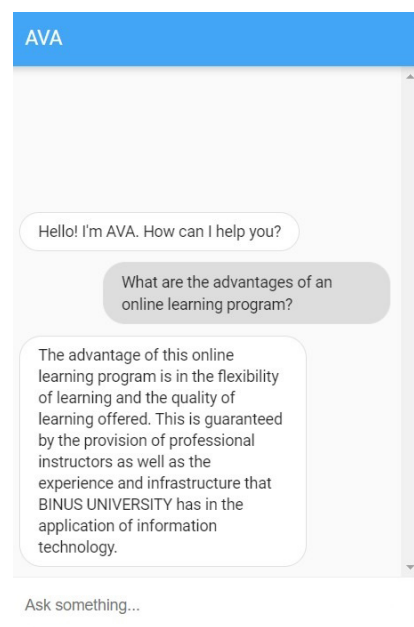 AVA
Hello! I'm AVA. How can I help you?
What are the advantages of an
online learning program?
The advantage of this online
learning program is in the flexibility
of learning and the quality of
learning offered. This is guaranteed
by the provision of professional
instructors as well as the
experience and infrastructure that
BINUS UNIVERSITY has in the
application of information
technology.
Ask something...